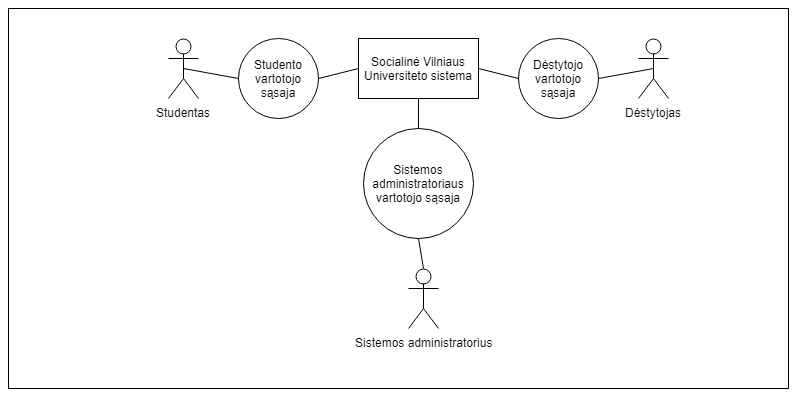 Studento
vartotojo
sąsaja
Socialinė Vilniaus
Universiteto sistema
Dėstytojo
vartotojo
sąsaja
Studentas
Dėstytojas
Sistemos
administratoriaus
vartotojo sąsaja
Sistemos administratorius